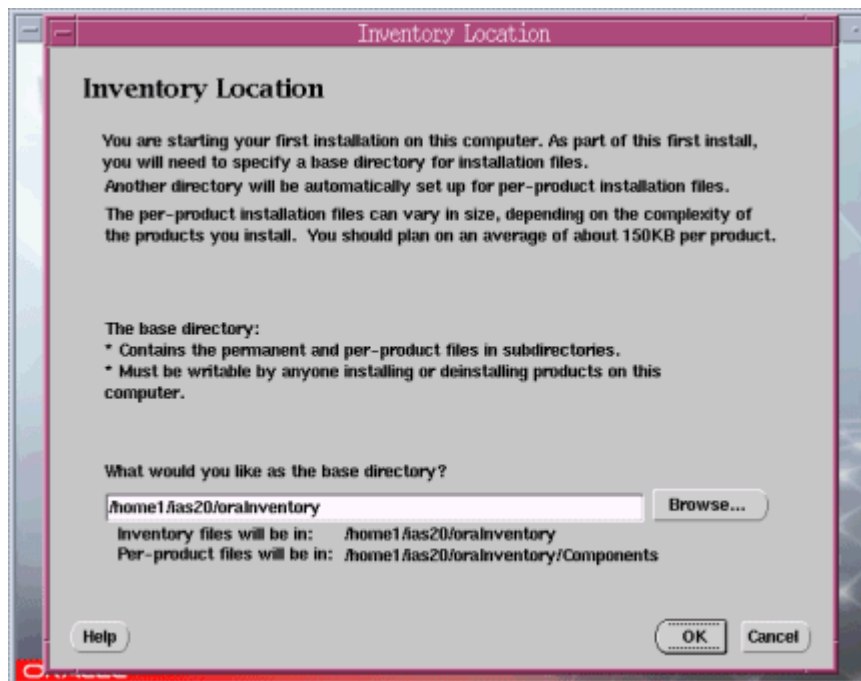 Inventory Location
Inventory Location
You are starting your first installation on this computer. As part of this first install,
you will need to specify a base directory for installation files.
Another directory will be automatically set up for per-product installation files.
The per-product installation files can vary in size, depending on the complexity of
the products you install. You should plan on an average of about 150KB per product.
The base directory:
* Contains the permanent and per-product files in subdirectories.
* Must be writable by anyone installing or deinstalling products on this
computer.
What would you like as the base directory?
/home1/ias20/oraInventory
Browse...
Inventory files will be in: /home1/ias20/oraInventory
Per-product files will be in: /home1/ias20/oraInventory/Components
Help
OK
Cancel